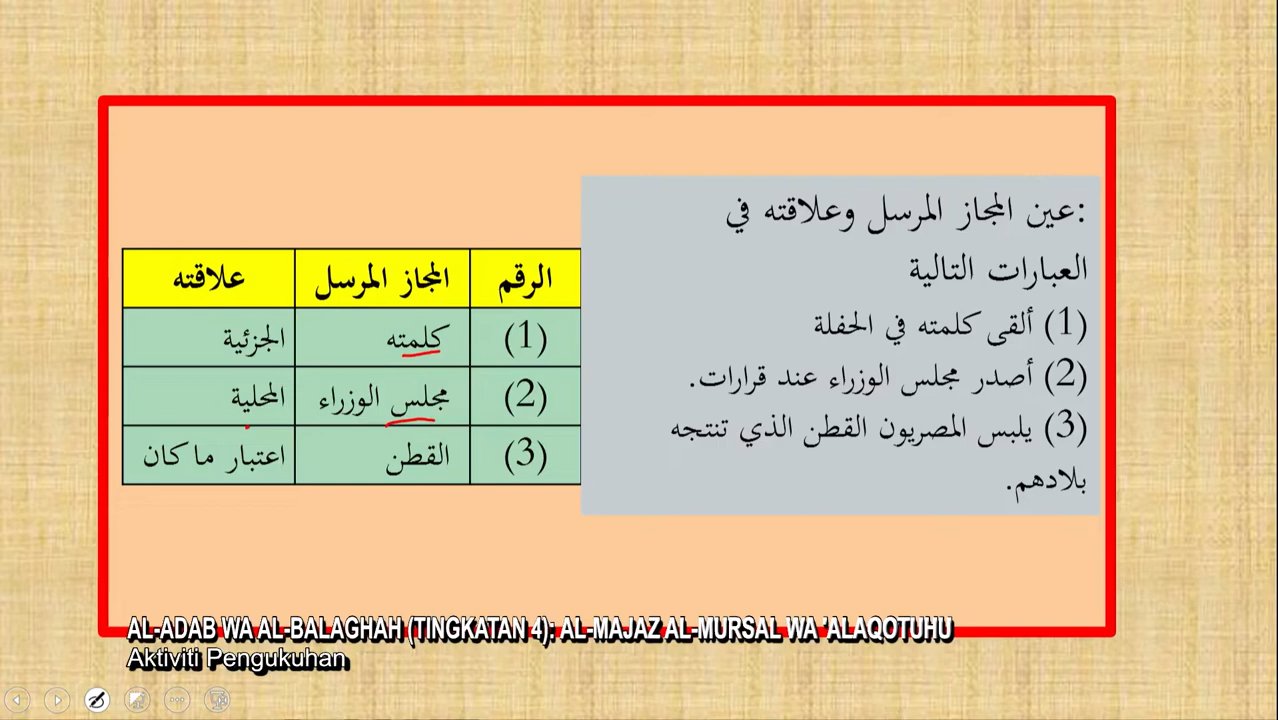 عين المجاز المرسل وعلاقته في:
العبارات التالية
(1) ألقى كلمته في الحفلة
(2) أصدر مجلس الوزراء عند قرارات.
(3) يلبس المصريون القطن الذي تنتجه
بلادهم.
الرقم المجاز المرسل علاقته
(1) كلمته الجزئية
(2) مجلس الوزراء المحلية
(3) القطن اعتبار ما كان
AL-ADAB WA AL-BALAGHAH (TINGKATAN 4): AL-MAJAZ AL-MURSAL WA 'ALAQOTUHU
Aktiviti Pengukuhan